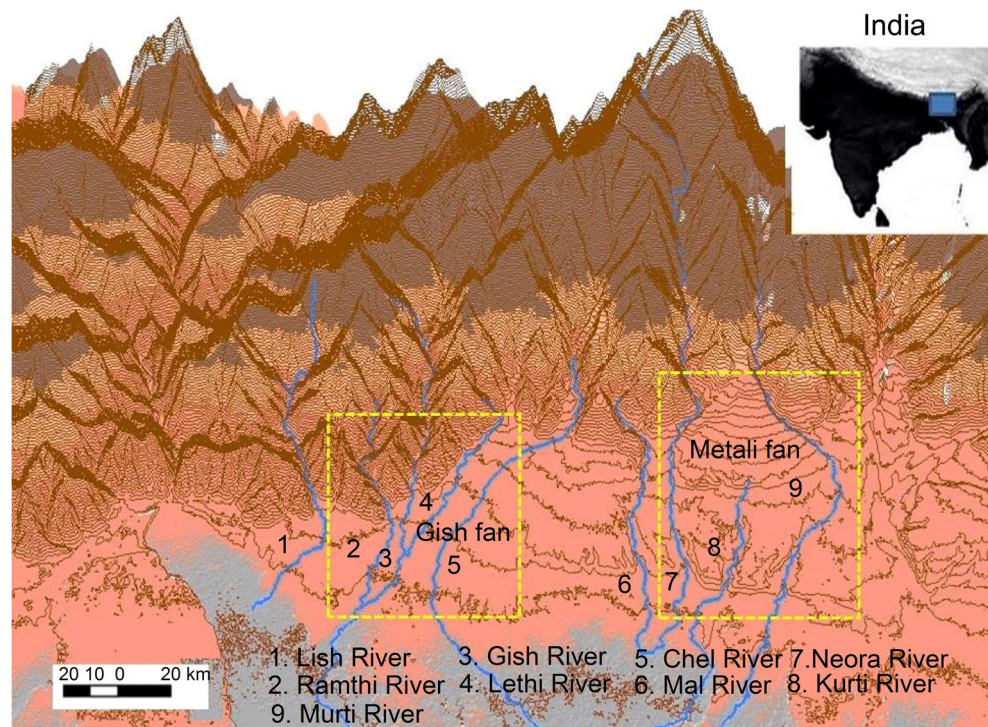 India
Metali fan
4
9
Gish fan
1
2
3
5
8
6
7
20 10 0 20 km
1. Lish River 3. Gish River 5. Chel River 7.Neora River
2. Ramthi River 4. Lethi River 6. Mal River 8. Kurti River
9. Murti River